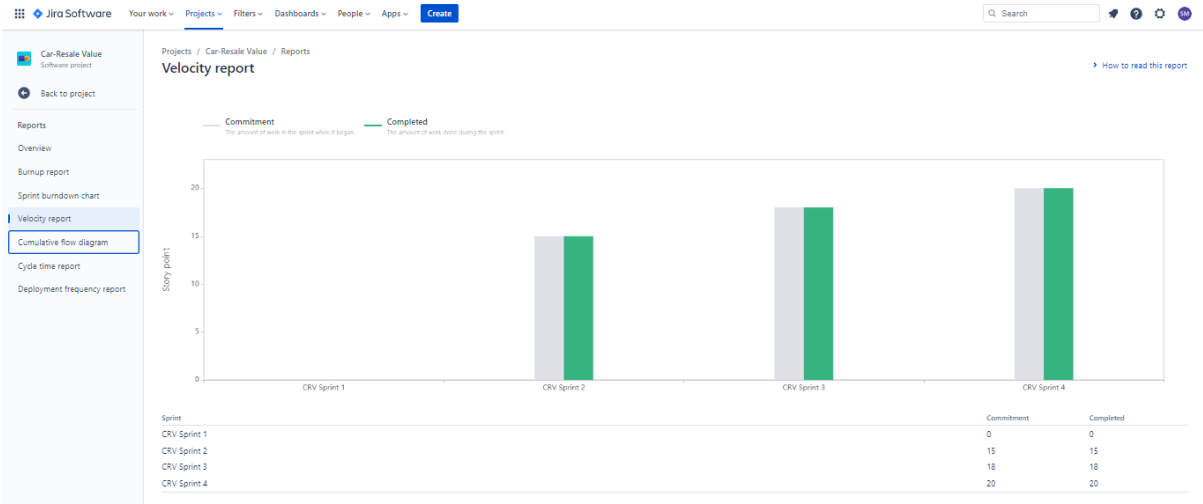 Jira Software Your work Projects Filters Dashboards People Apps Create Search SM
Car-Resale Value
Software project
Back to project
Reports
Overview
Burnup report
Sprint burndown chart
Velocity report
Cumulative flow diagram
Cycle time report
Deployment frequency report
Projects / Car-Resale Value / Reports
Velocity report
How to read this report
Commitment
The amount of work in the sprint when it began.
Completed
The amount of work done during the sprint.
Story point
20
15
10
5
0
CRV Sprint 1 CRV Sprint 2 CRV Sprint 3 CRV Sprint 4
Sprint Commitment Completed
CRV Sprint 1 0 0
CRV Sprint 2 15 15
CRV Sprint 3 18 18
CRV Sprint 4 20 20